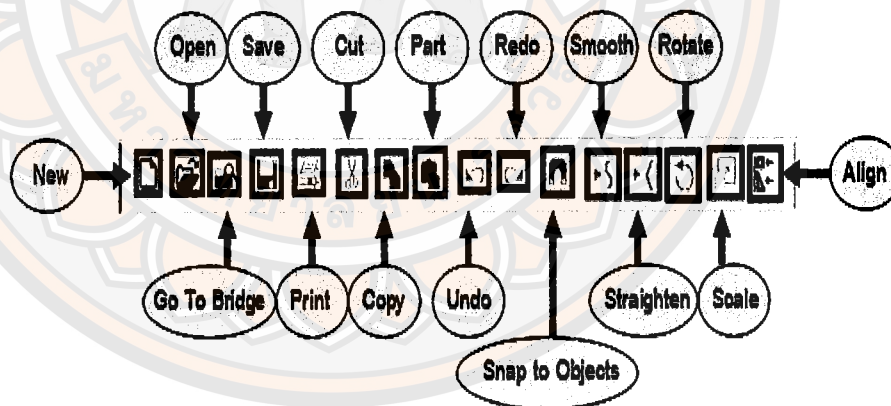 Open Save Cut Part Redo Smooth Rotate
New Align
Go To Bridge Print Copy Undo Straighten Scale
Snap to Objects